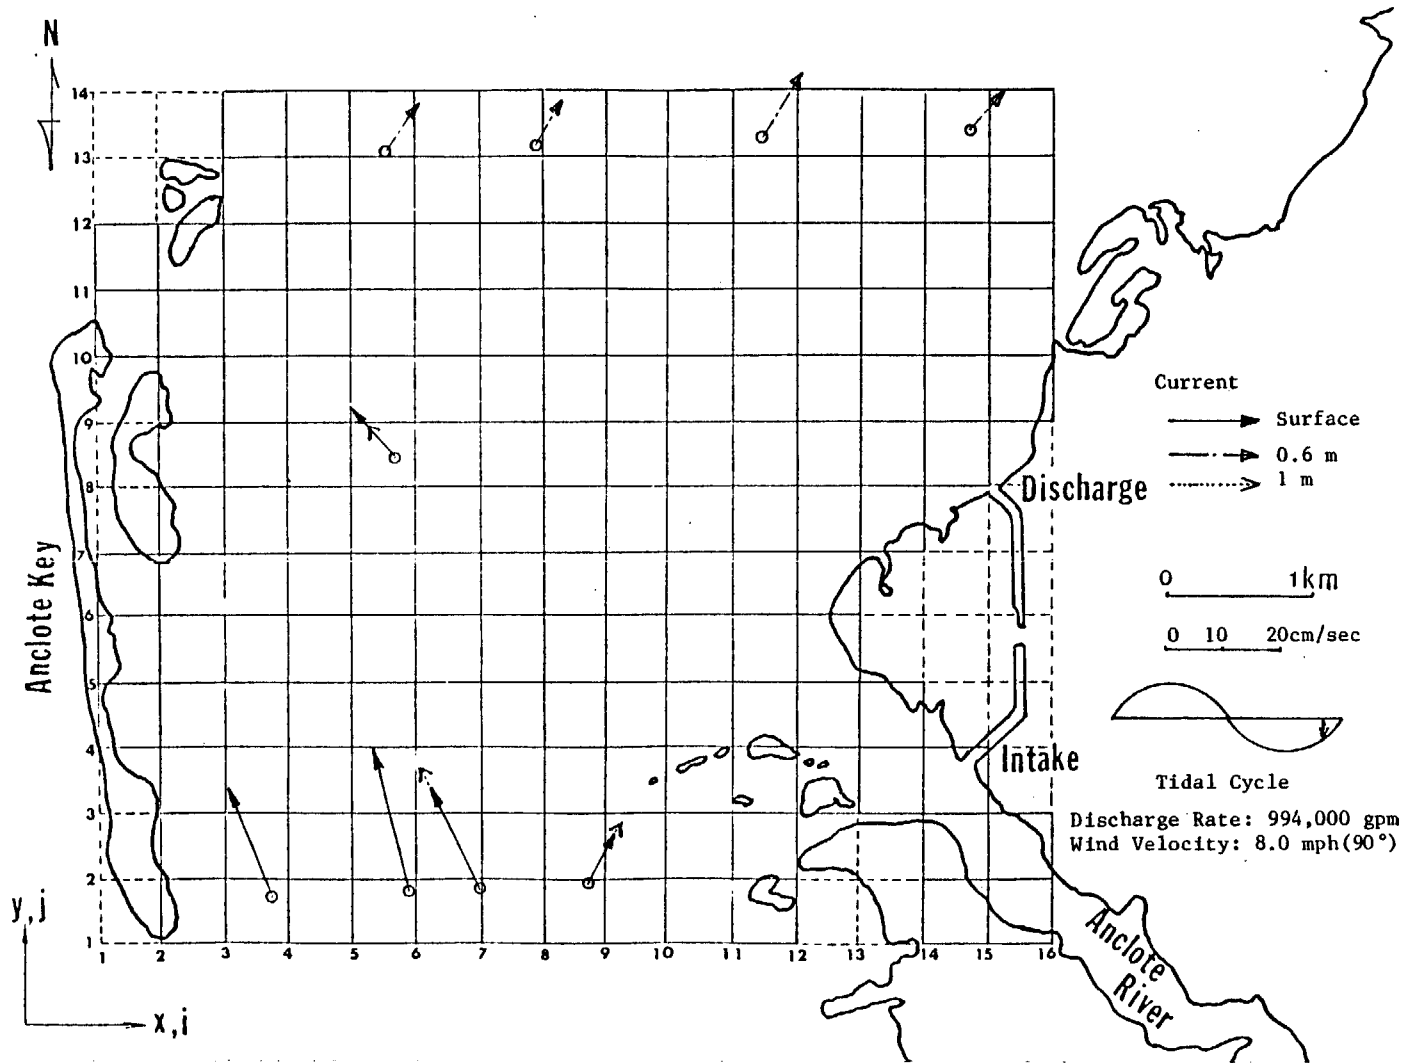 N
14
13
12
11
10
9
8
7
6
5
4
3
2
1
1 2 3 4 5 6 7 8 9 10 11 12 13 14 15 16
Anclote Key
y,j
x,i
Current
Surface
0.6 m
1 m
Discharge
0 1km
0 10 20cm/sec
Intake
Tidal Cycle
Discharge Rate: 994,000 gpm
Wind Velocity: 8.0 mph(90°)
Anclote
River